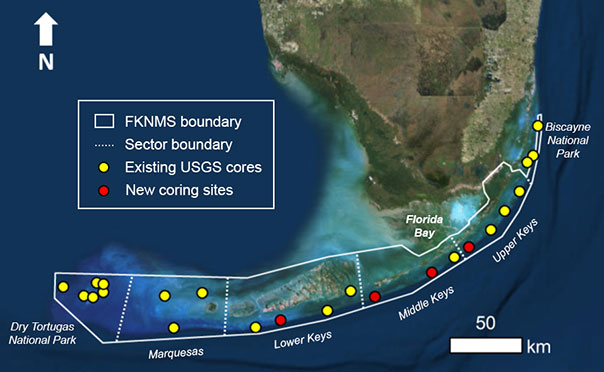 N
FKNMS boundary
Sector boundary
Existing USGS cores
New coring sites
Biscayne
National
Park
Florida
Bay
Upper Keys
Middle Keys
Lower Keys
Marquesas
Dry Tortugas
National Park
50
km